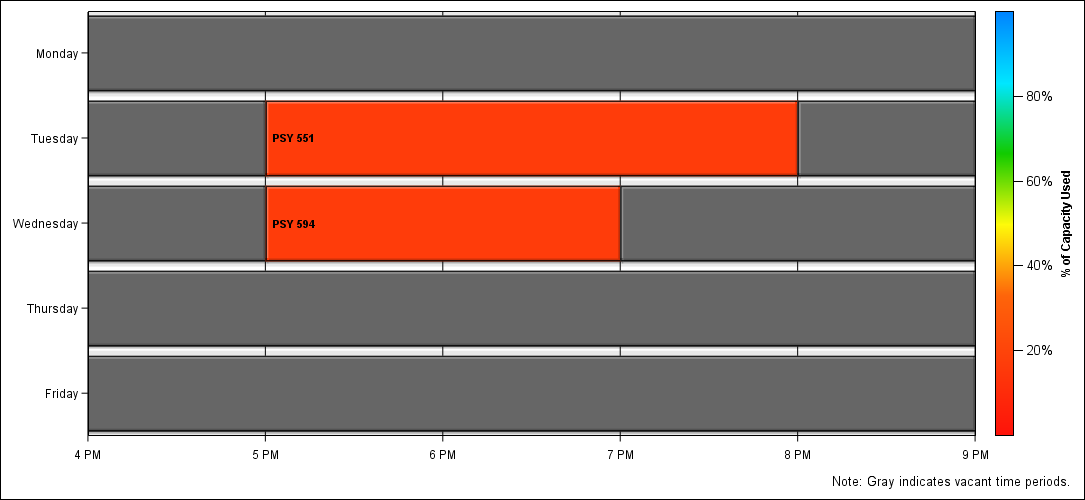 Monday
Tuesday
PSY 551
Wednesday
PSY 594
Thursday
Friday
4 PM
5 PM
6 PM
7 PM
8 PM
9 PM
80%
60%
40%
20%
% of Capacity Used
Note: Gray indicates vacant time periods.